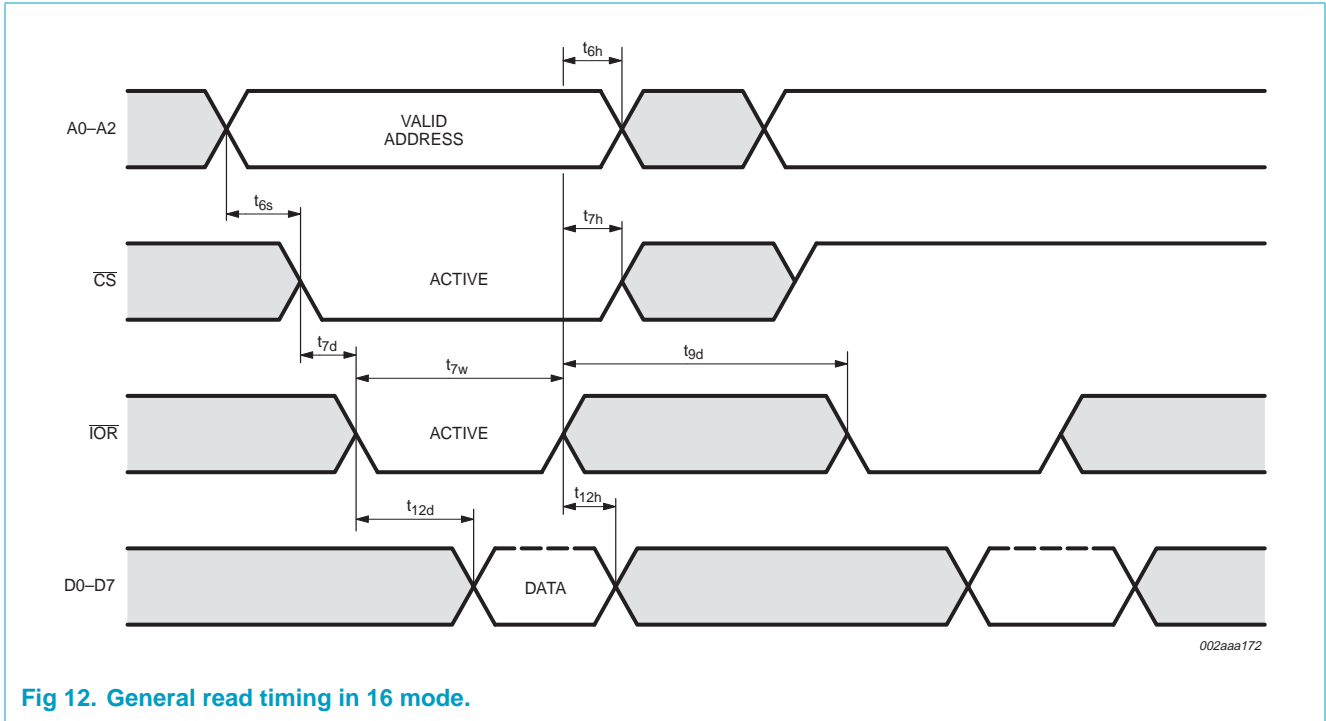 t6h
A0–A2
VALID
ADDRESS
t6s
t7h
CS
ACTIVE
t7d
t7w
t9d
IOR
ACTIVE
t12d
t12h
D0–D7
DATA
002aaa172
Fig 12. General read timing in 16 mode.